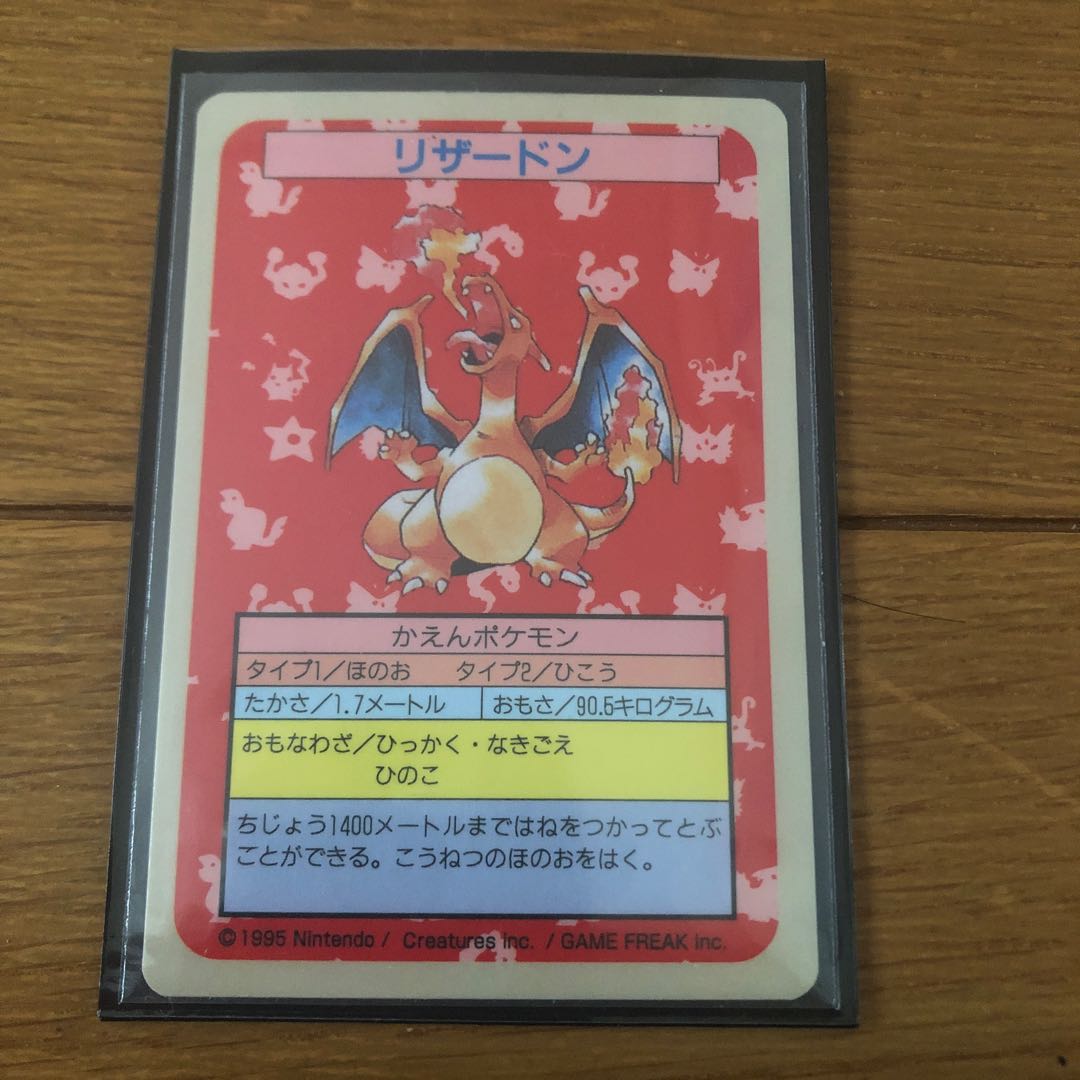 リザードン
かえんポケモン
タイプ1/ほのお タイプ2/ひこう
たかさ/1.7メートル おもさ/90.5キログラム
おもなわざ/ひっかく・なきごえ
ひのこ
ちじょう1400メートルまではねをつかってとぶ
ことができる。こうねつのほのおをはく。
© 1995 Nintendo / Creatures inc. / GAME FREAK inc.